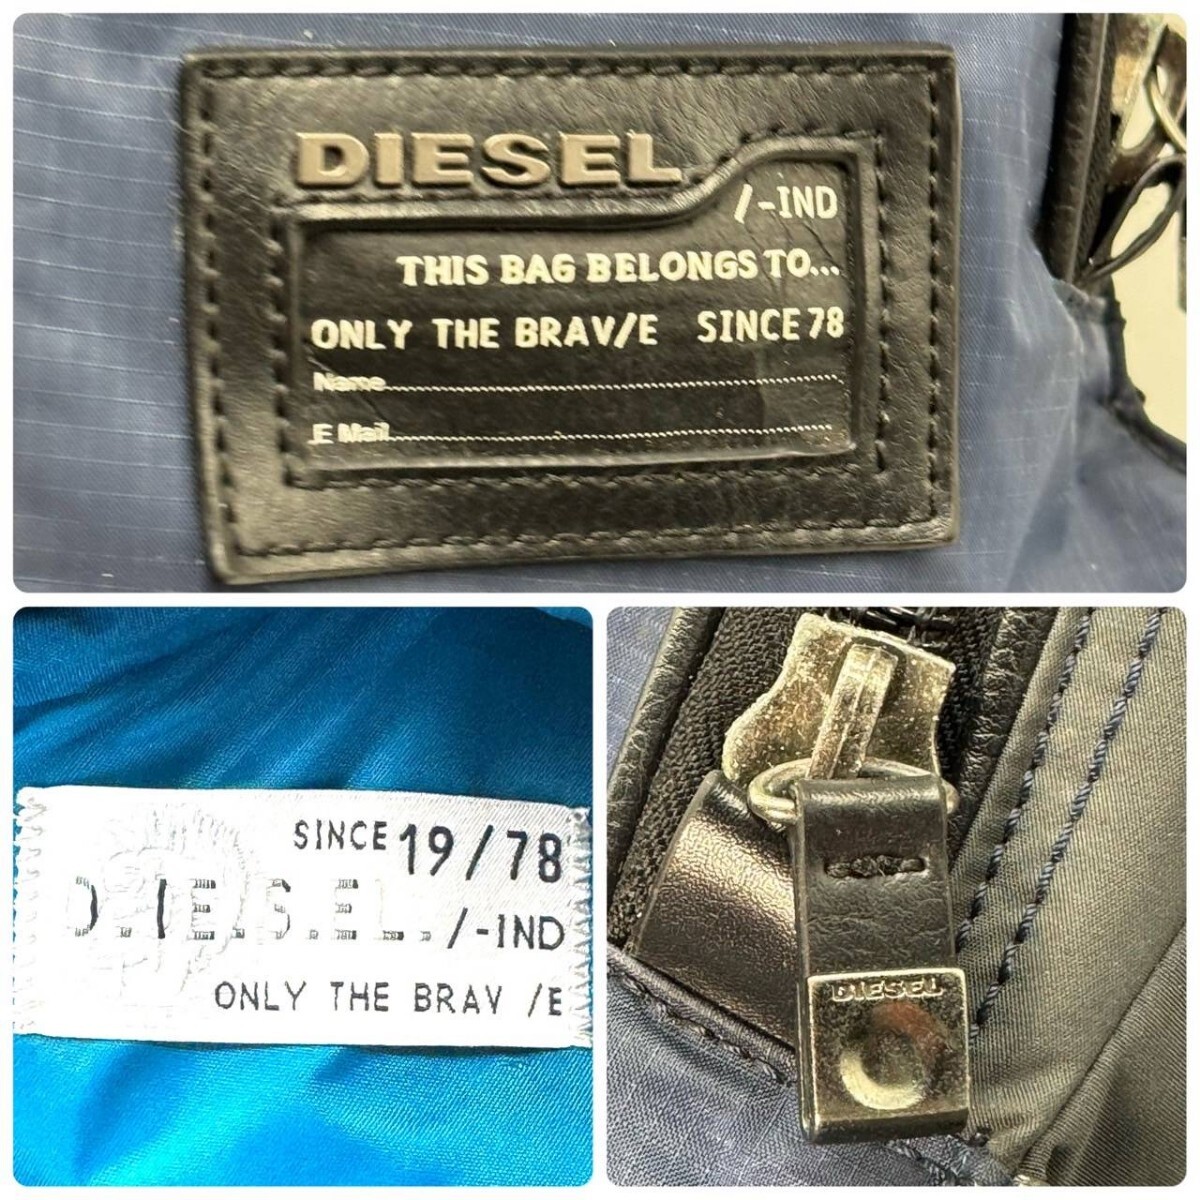 DIESEL
/-IND
THIS BAG BELONGS TO...
ONLY THE BRAV/E SINCE 78
Name
E Mail
SINCE 19/78
D.I.E.S.E.L. /-IND
ONLY THE BRAV /E
DIESEL